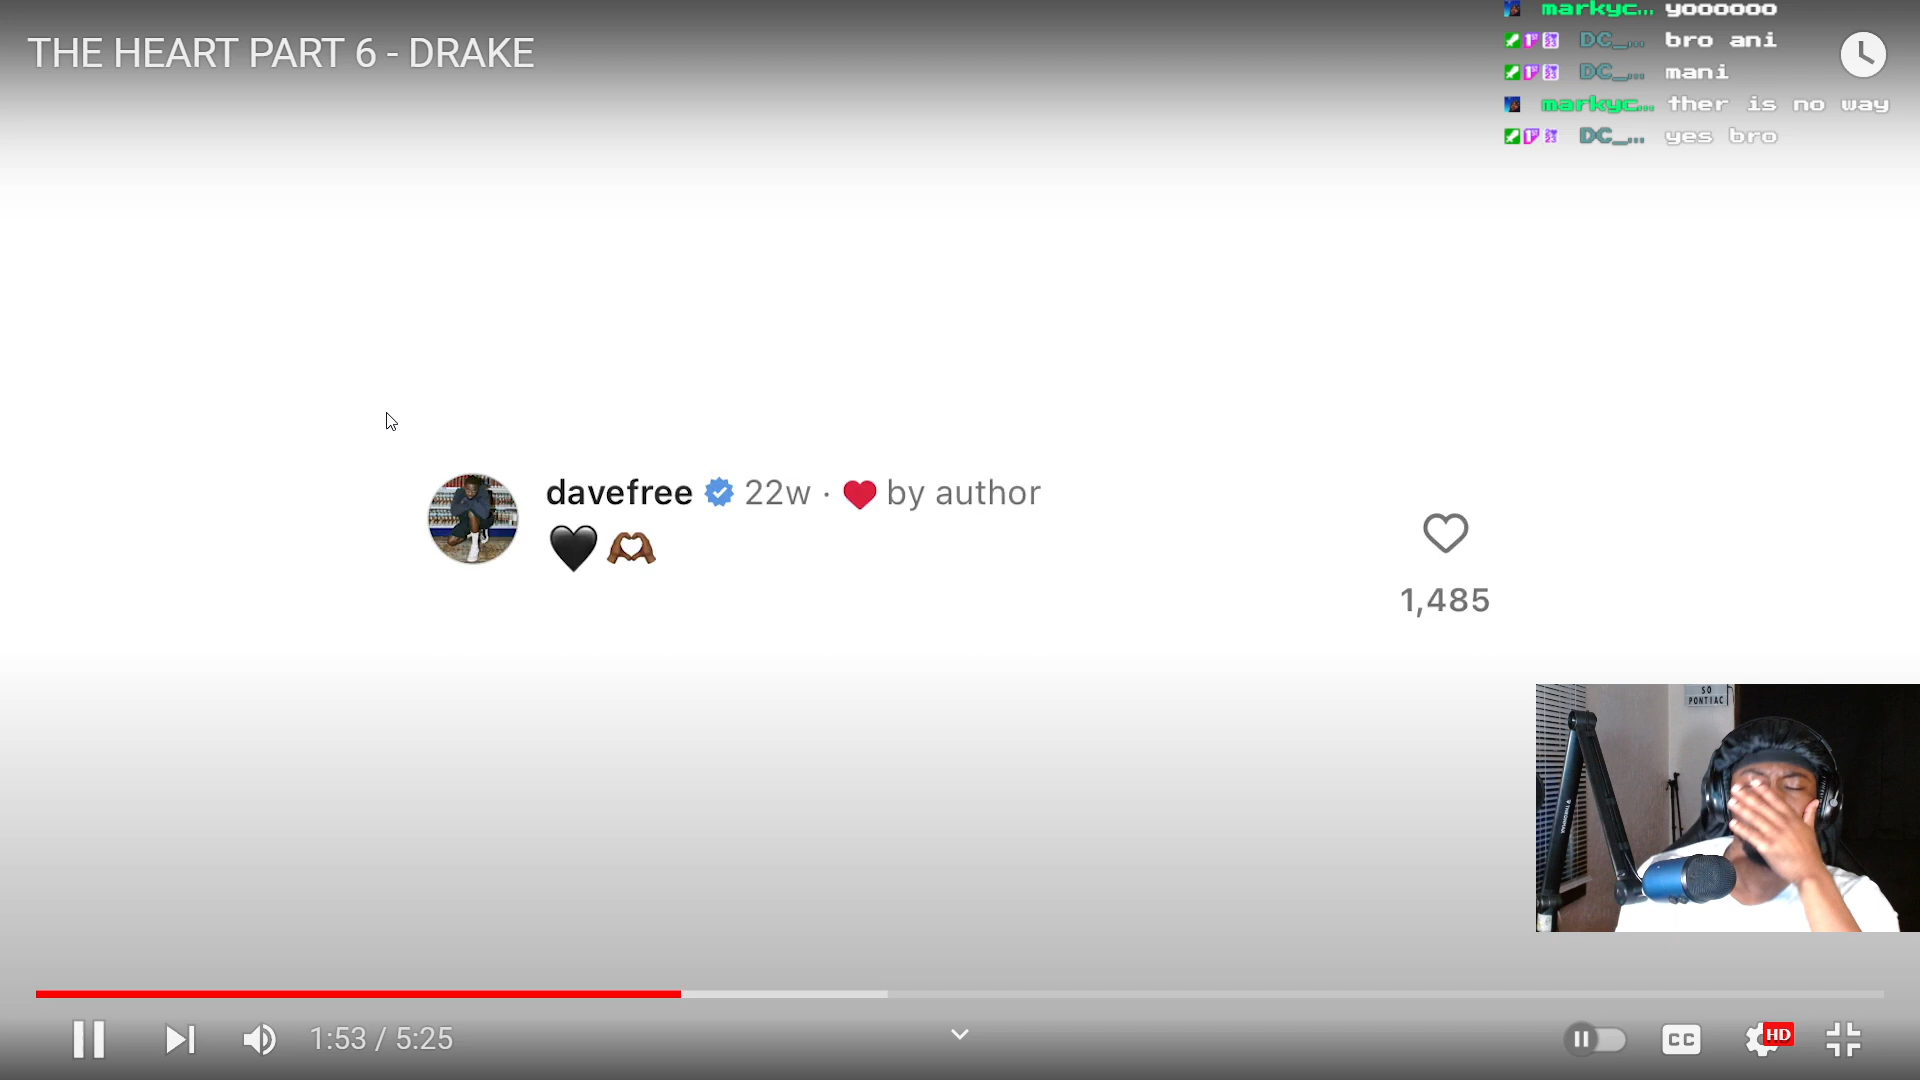 THE HEART PART 6 - DRAKE
markyc... yoooooo
DC_... bro ani
DC_... mani
markyc... ther is no way
DC_... yes bro
davefree 22w · ❤️ by author
🖤 🫶🏾
1,485
SO
PONTIAC
1:53 / 5:25
CC
HD